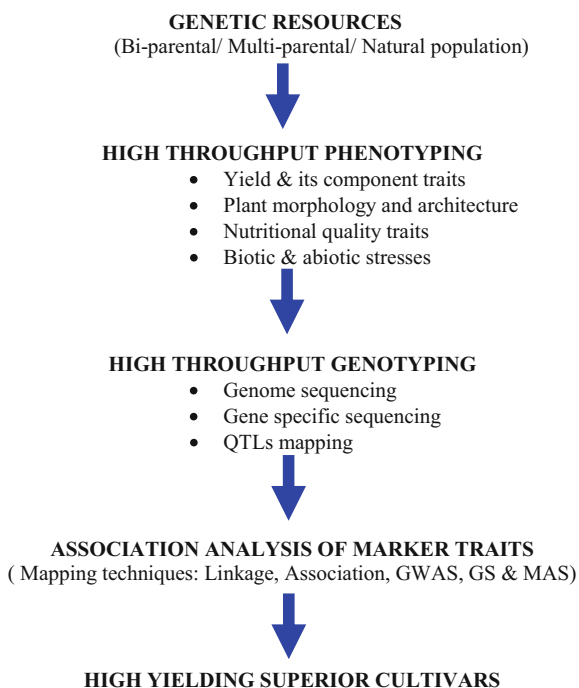 GENETIC RESOURCES
(Bi-parental/ Multi-parental/ Natural population)
HIGH THROUGHPUT PHENOTYPING
• Yield & its component traits
• Plant morphology and architecture
• Nutritional quality traits
• Biotic & abiotic stresses
HIGH THROUGHPUT GENOTYPING
• Genome sequencing
• Gene specific sequencing
• QTLs mapping
ASSOCIATION ANALYSIS OF MARKER TRAITS
( Mapping techniques: Linkage, Association, GWAS, GS & MAS)
HIGH YIELDING SUPERIOR CULTIVARS